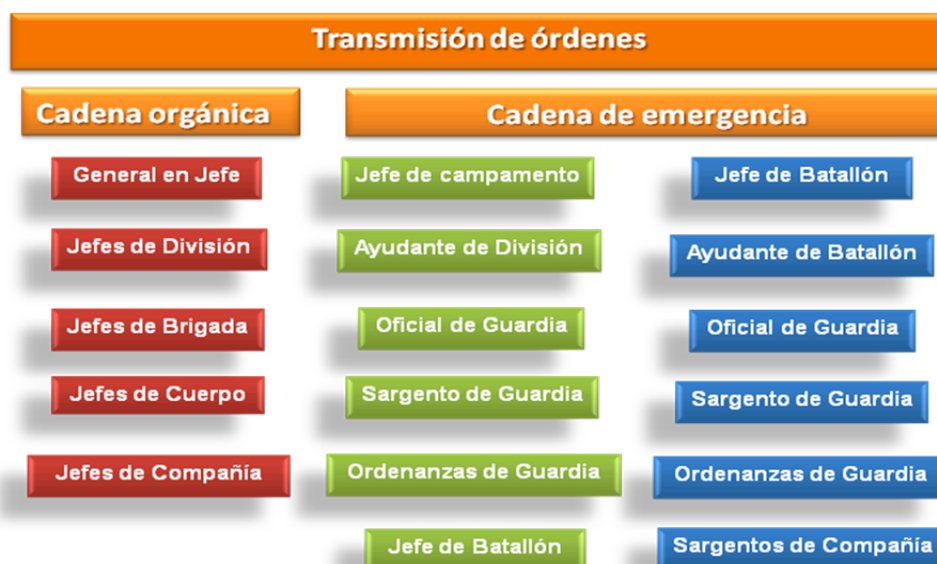 Transmisión de órdenes
Cadena orgánica
Cadena de emergencia
General en Jefe
Jefe de campamento
Jefe de Batallón
Jefes de División
Ayudante de División
Ayudante de Batallón
Jefes de Brigada
Oficial de Guardia
Oficial de Guardia
Jefes de Cuerpo
Sargento de Guardia
Sargento de Guardia
Jefes de Compañía
Ordenanzas de Guardia
Ordenanzas de Guardia
Jefe de Batallón
Sargentos de Compañía